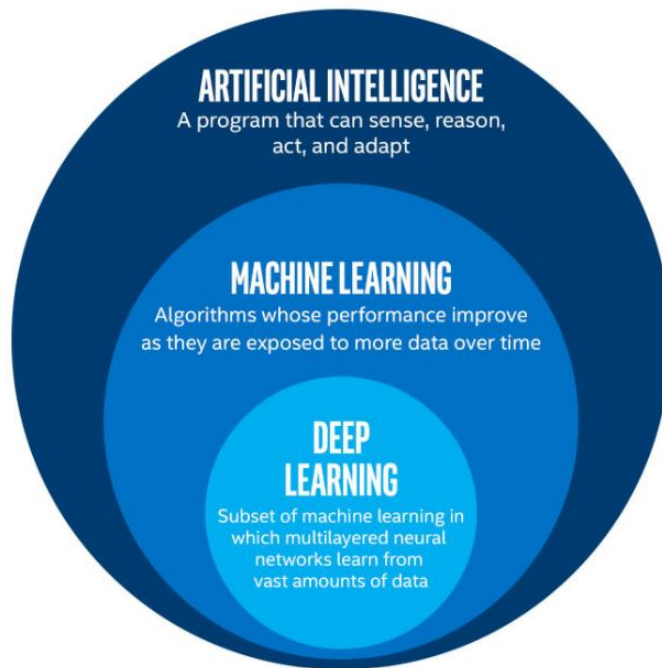 ARTIFICIAL INTELLIGENCE
A program that can sense, reason,
act, and adapt
MACHINE LEARNING
Algorithms whose performance improve
as they are exposed to more data over time
DEEP
LEARNING
Subset of machine learning in
which multilayered neural
networks learn from
vast amounts of data